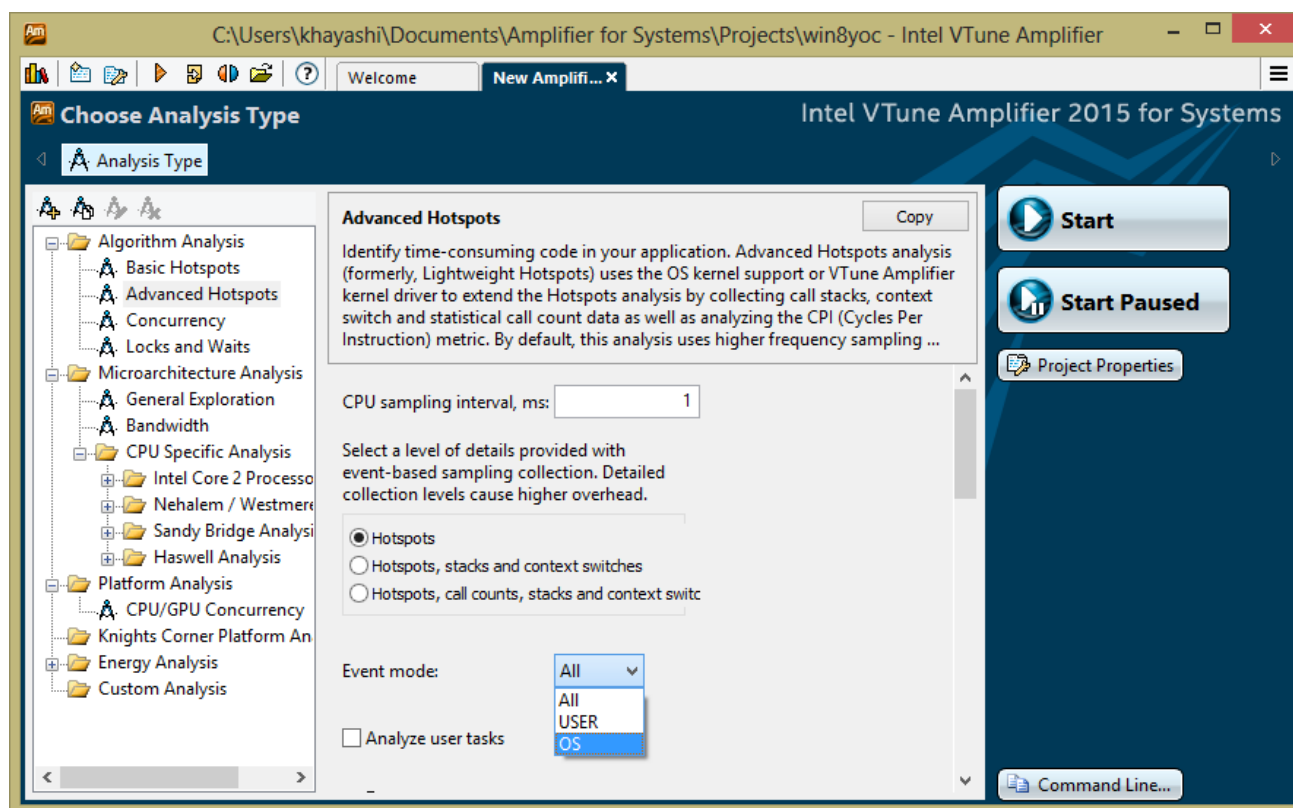 C:\Users\khayashi\Documents\Amplifier for Systems\Projects\win8yoc - Intel VTune Amplifier
Welcome
New Amplifi...
Choose Analysis Type
Intel VTune Amplifier 2015 for Systems
Analysis Type
Algorithm Analysis
Basic Hotspots
Advanced Hotspots
Concurrency
Locks and Waits
Microarchitecture Analysis
General Exploration
Bandwidth
CPU Specific Analysis
Intel Core 2 Processo
Nehalem / Westmere
Sandy Bridge Analysi
Haswell Analysis
Platform Analysis
CPU/GPU Concurrency
Knights Corner Platform An
Energy Analysis
Custom Analysis
Advanced Hotspots
Copy
Identify time-consuming code in your application. Advanced Hotspots analysis
(formerly, Lightweight Hotspots) uses the OS kernel support or VTune Amplifier
kernel driver to extend the Hotspots analysis by collecting call stacks, context
switch and statistical call count data as well as analyzing the CPI (Cycles Per
Instruction) metric. By default, this analysis uses higher frequency sampling ...
CPU sampling interval, ms: 1
Select a level of details provided with
event-based sampling collection. Detailed
collection levels cause higher overhead.
Hotspots
Hotspots, stacks and context switches
Hotspots, call counts, stacks and context switc
Event mode: All
All
USER
OS
Analyze user tasks
Start
Start Paused
Project Properties
Command Line...